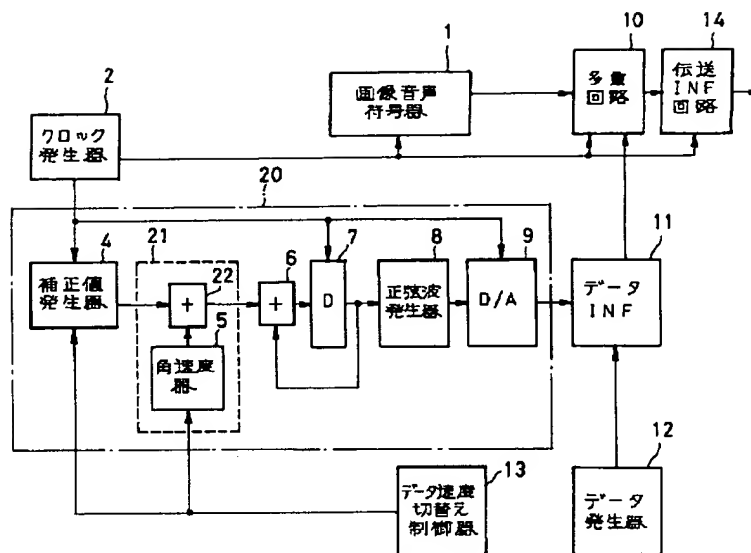 1
画像音声
符号器
10
多重
回路
14
伝送
INF
回路
2
クロック
発生器
20
4
補正値
発生器
21
+
22
5
角速度
器
6
+
7
D
8
正弦波
発生器
9
D/A
11
データ
INF
13
データ速度
切替え
制御器
12
データ
発生器